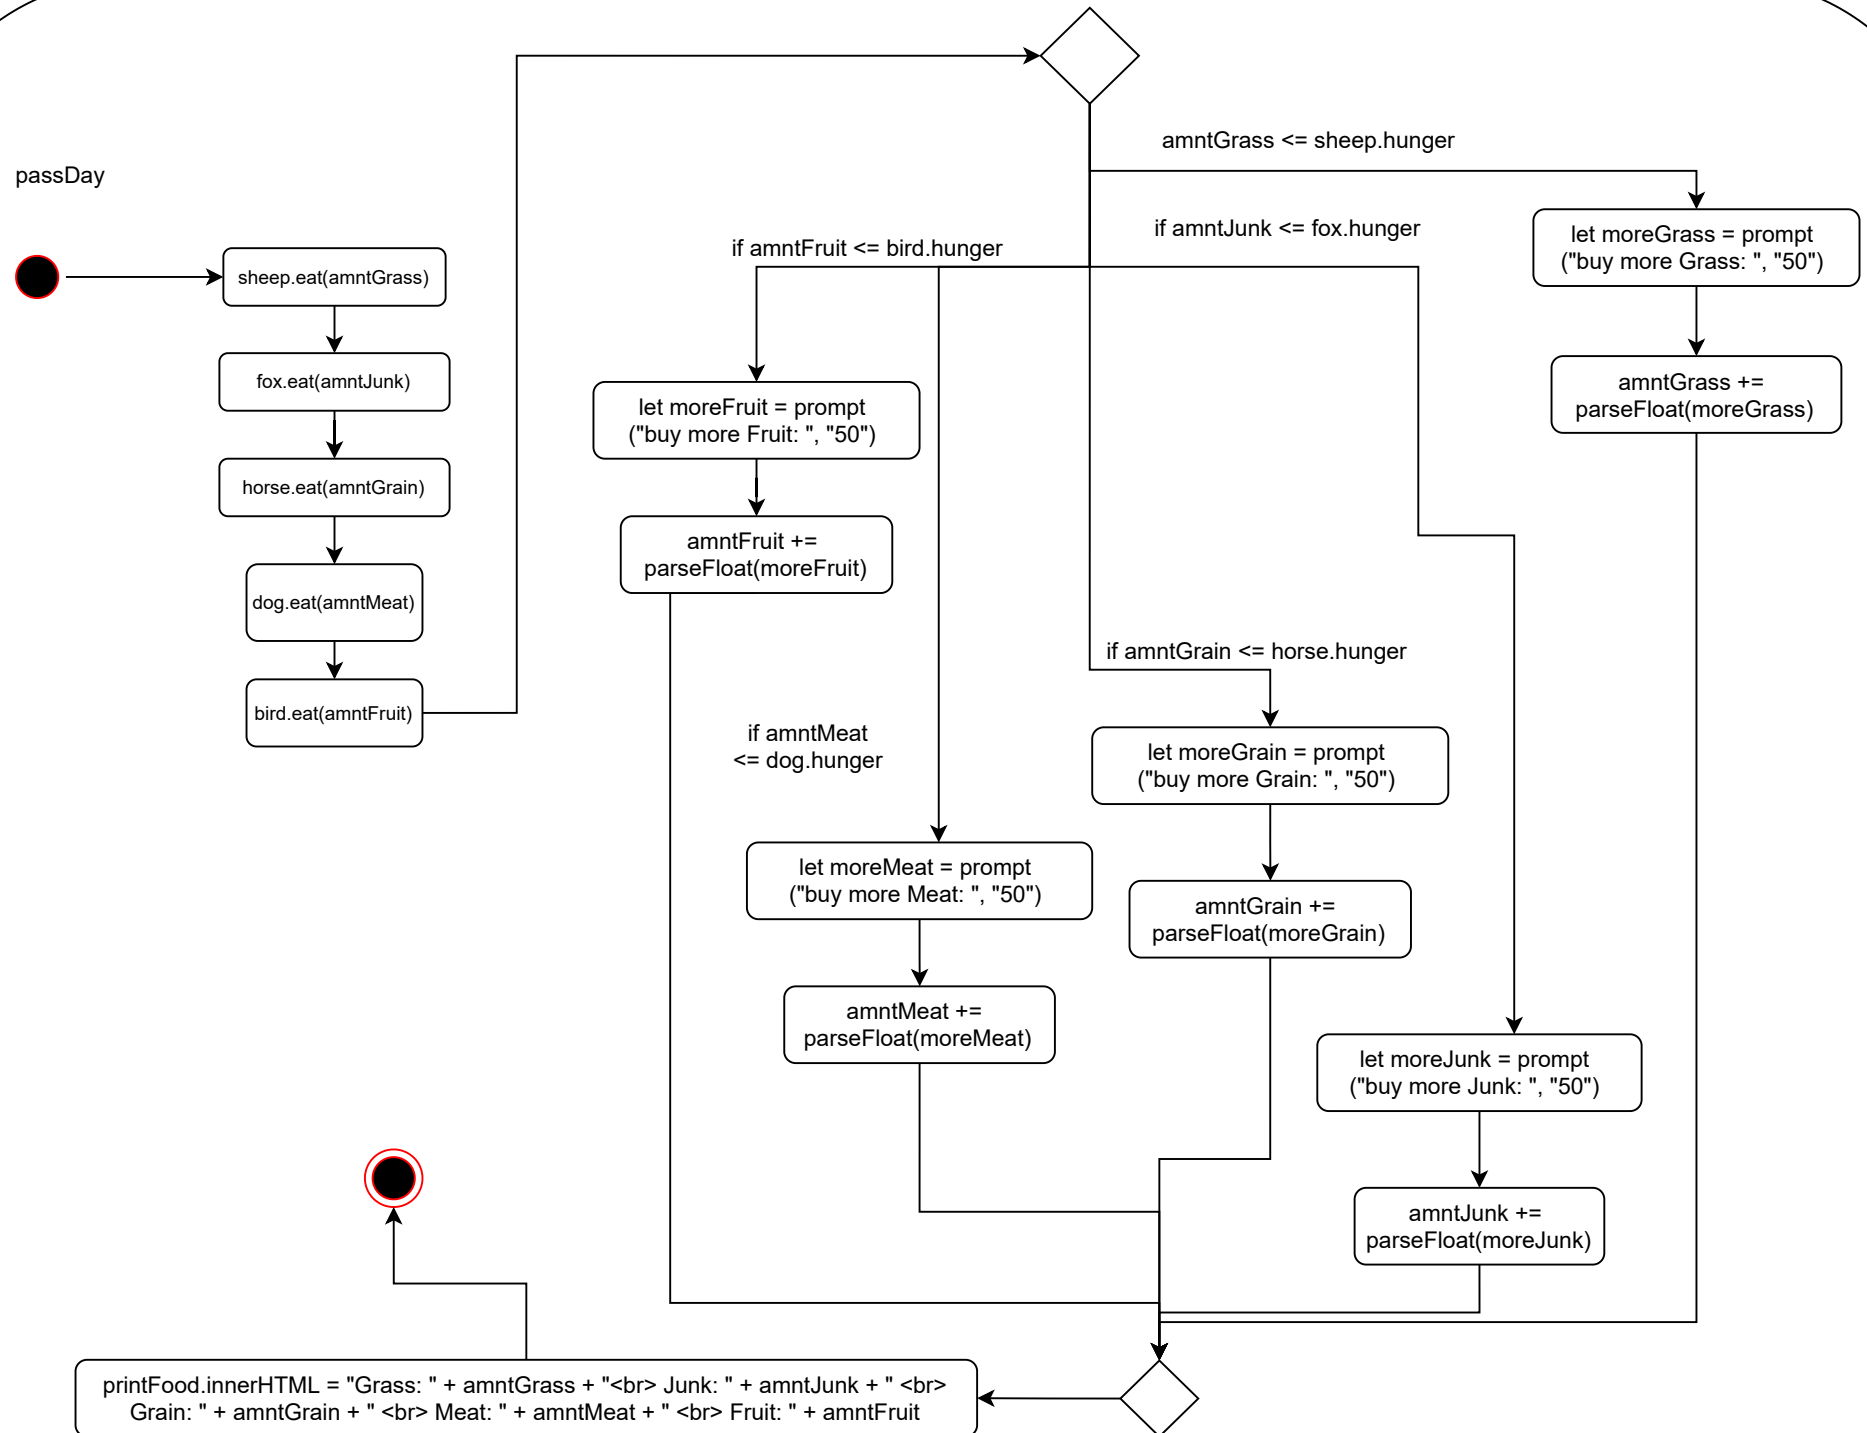 passDay
sheep.eat(amntGrass)
fox.eat(amntJunk)
horse.eat(amntGrain)
dog.eat(amntMeat)
bird.eat(amntFruit)
amntGrass <= sheep.hunger
let moreGrass = prompt
("buy more Grass: ", "50")
amntGrass +=
parseFloat(moreGrass)
if amntJunk <= fox.hunger
if amntFruit <= bird.hunger
let moreFruit = prompt
("buy more Fruit: ", "50")
amntFruit +=
parseFloat(moreFruit)
if amntGrain <= horse.hunger
let moreGrain = prompt
("buy more Grain: ", "50")
amntGrain +=
parseFloat(moreGrain)
if amntMeat
<= dog.hunger
let moreMeat = prompt
("buy more Meat: ", "50")
amntMeat +=
parseFloat(moreMeat)
let moreJunk = prompt
("buy more Junk: ", "50")
amntJunk +=
parseFloat(moreJunk)
printFood.innerHTML = "Grass: " + amntGrass + "<br> Junk: " + amntJunk + " <br>
Grain: " + amntGrain + " <br> Meat: " + amntMeat + " <br> Fruit: " + amntFruit